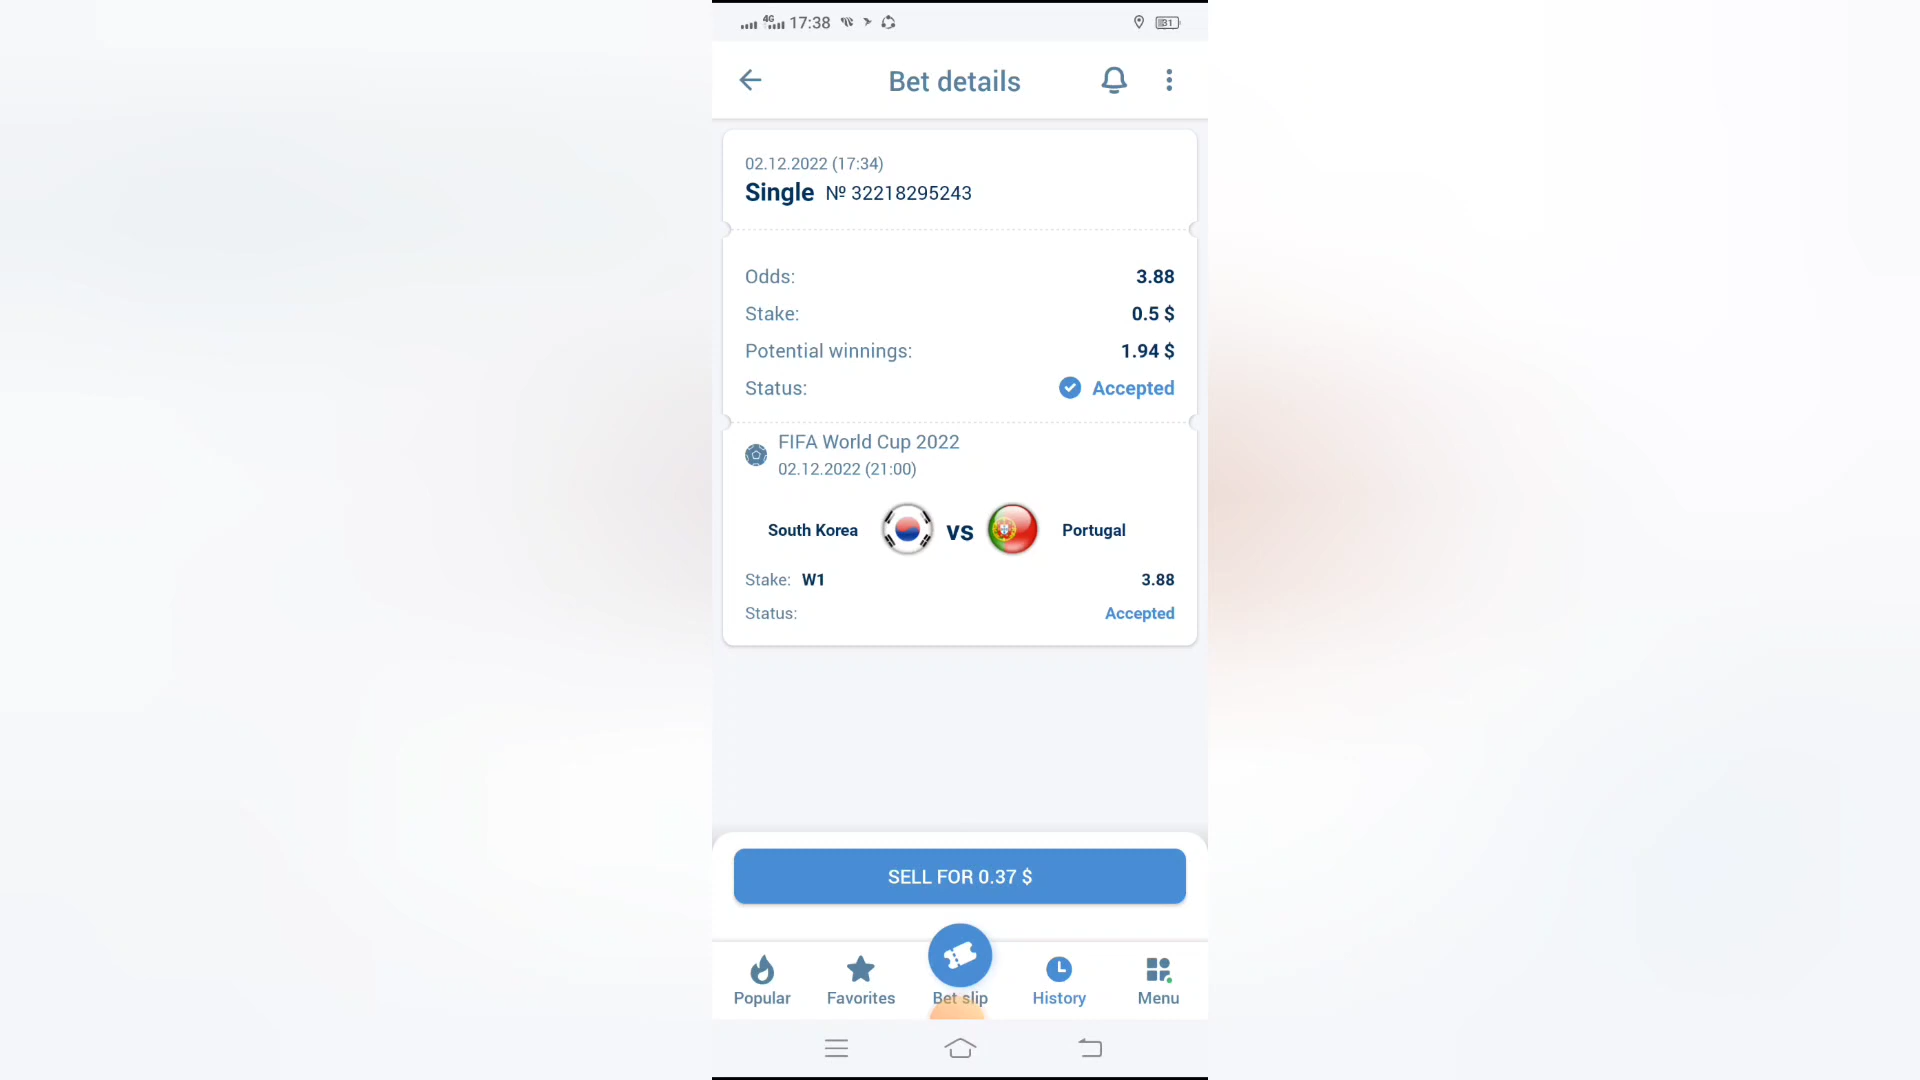 4G 17:38 31
Bet details
02.12.2022 (17:34)
Single № 32218295243
Odds: 3.88
Stake: 0.5 $
Potential winnings: 1.94 $
Status: Accepted
FIFA World Cup 2022
02.12.2022 (21:00)
South Korea vs Portugal
Stake: W1 3.88
Status: Accepted
SELL FOR 0.37 $
Popular Favorites Bet slip History Menu